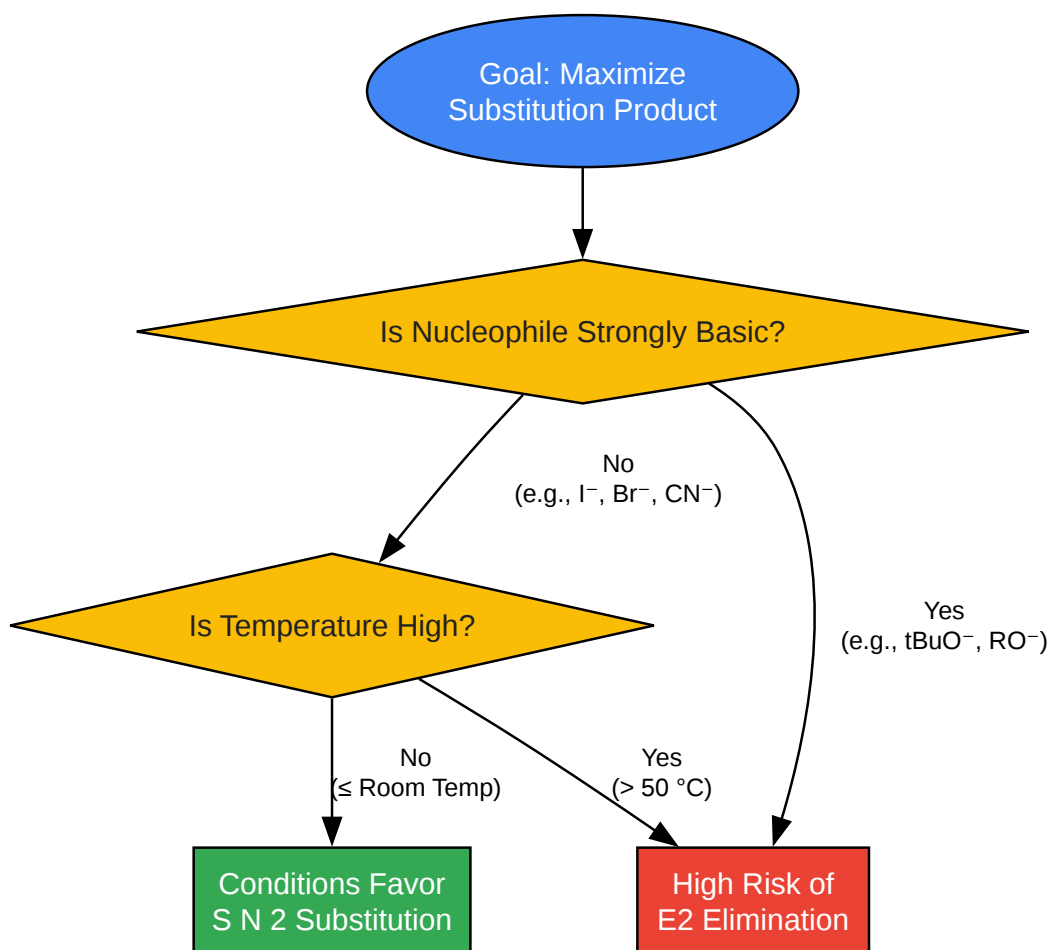 Goal: Maximize
Substitution Product
Is Nucleophile Strongly Basic?
No
(e.g., I⁻, Br⁻, CN⁻)
Yes
(e.g., tBuO⁻, RO⁻)
Is Temperature High?
No
(≤ Room Temp)
Yes
(> 50 °C)
Conditions Favor
S N 2 Substitution
High Risk of
E2 Elimination